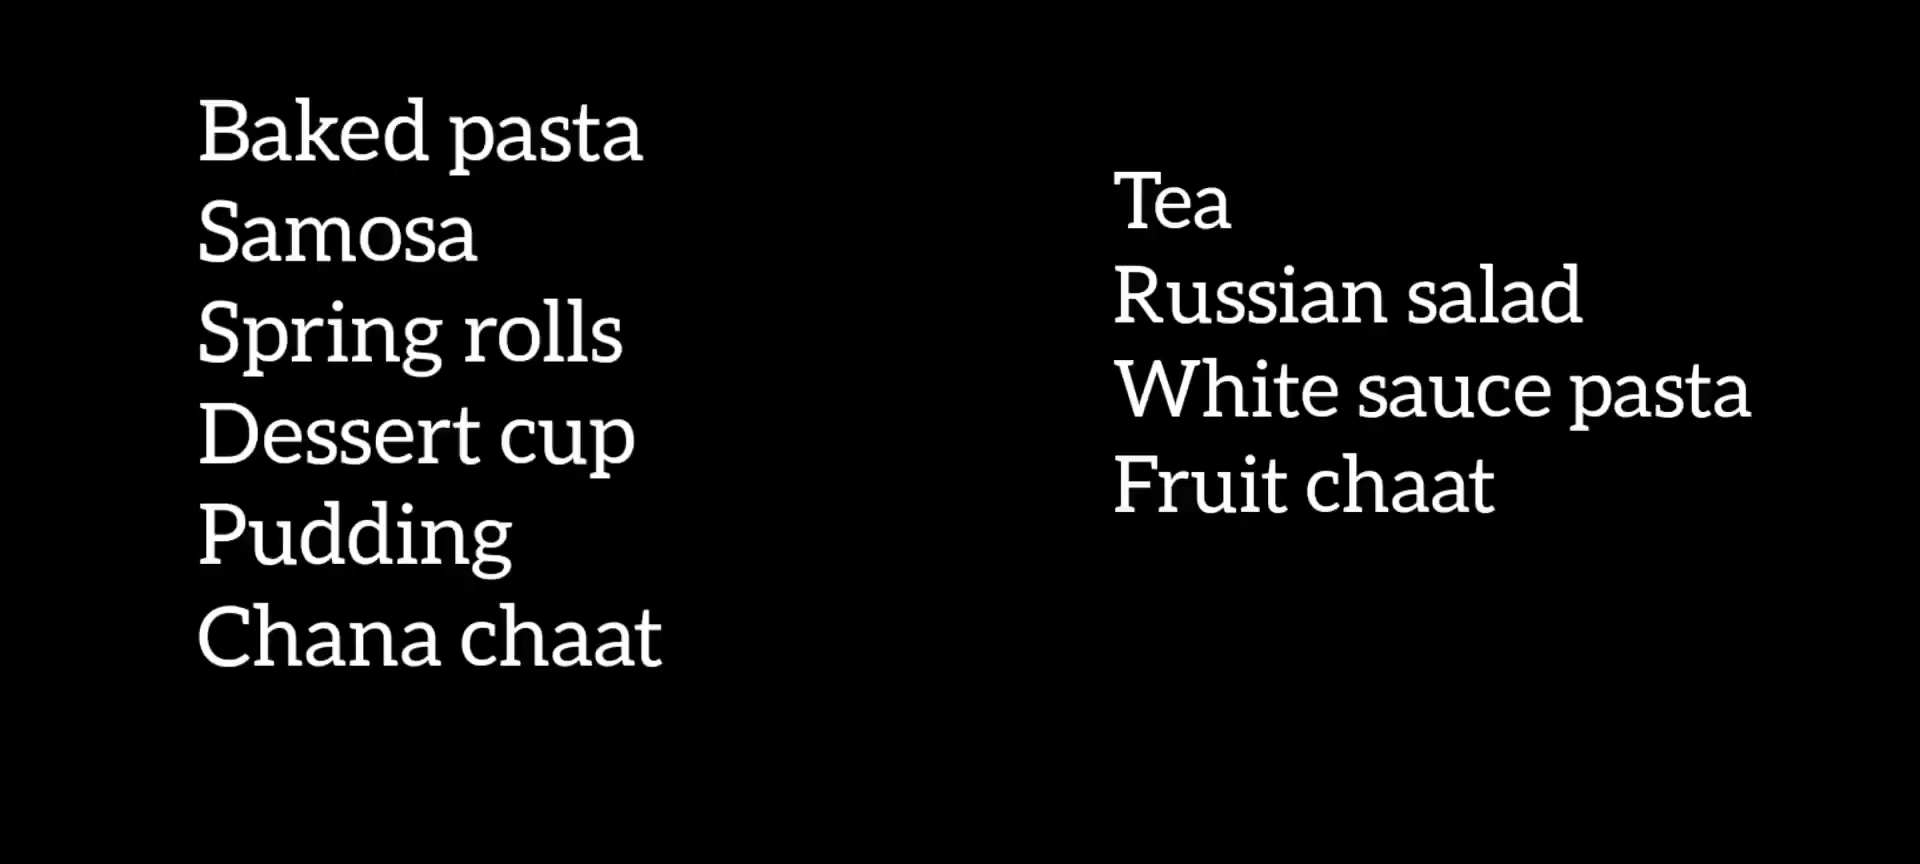 Baked pasta
Samosa
Spring rolls
Dessert cup
Pudding
Chana chaat
Tea
Russian salad
White sauce pasta
Fruit chaat